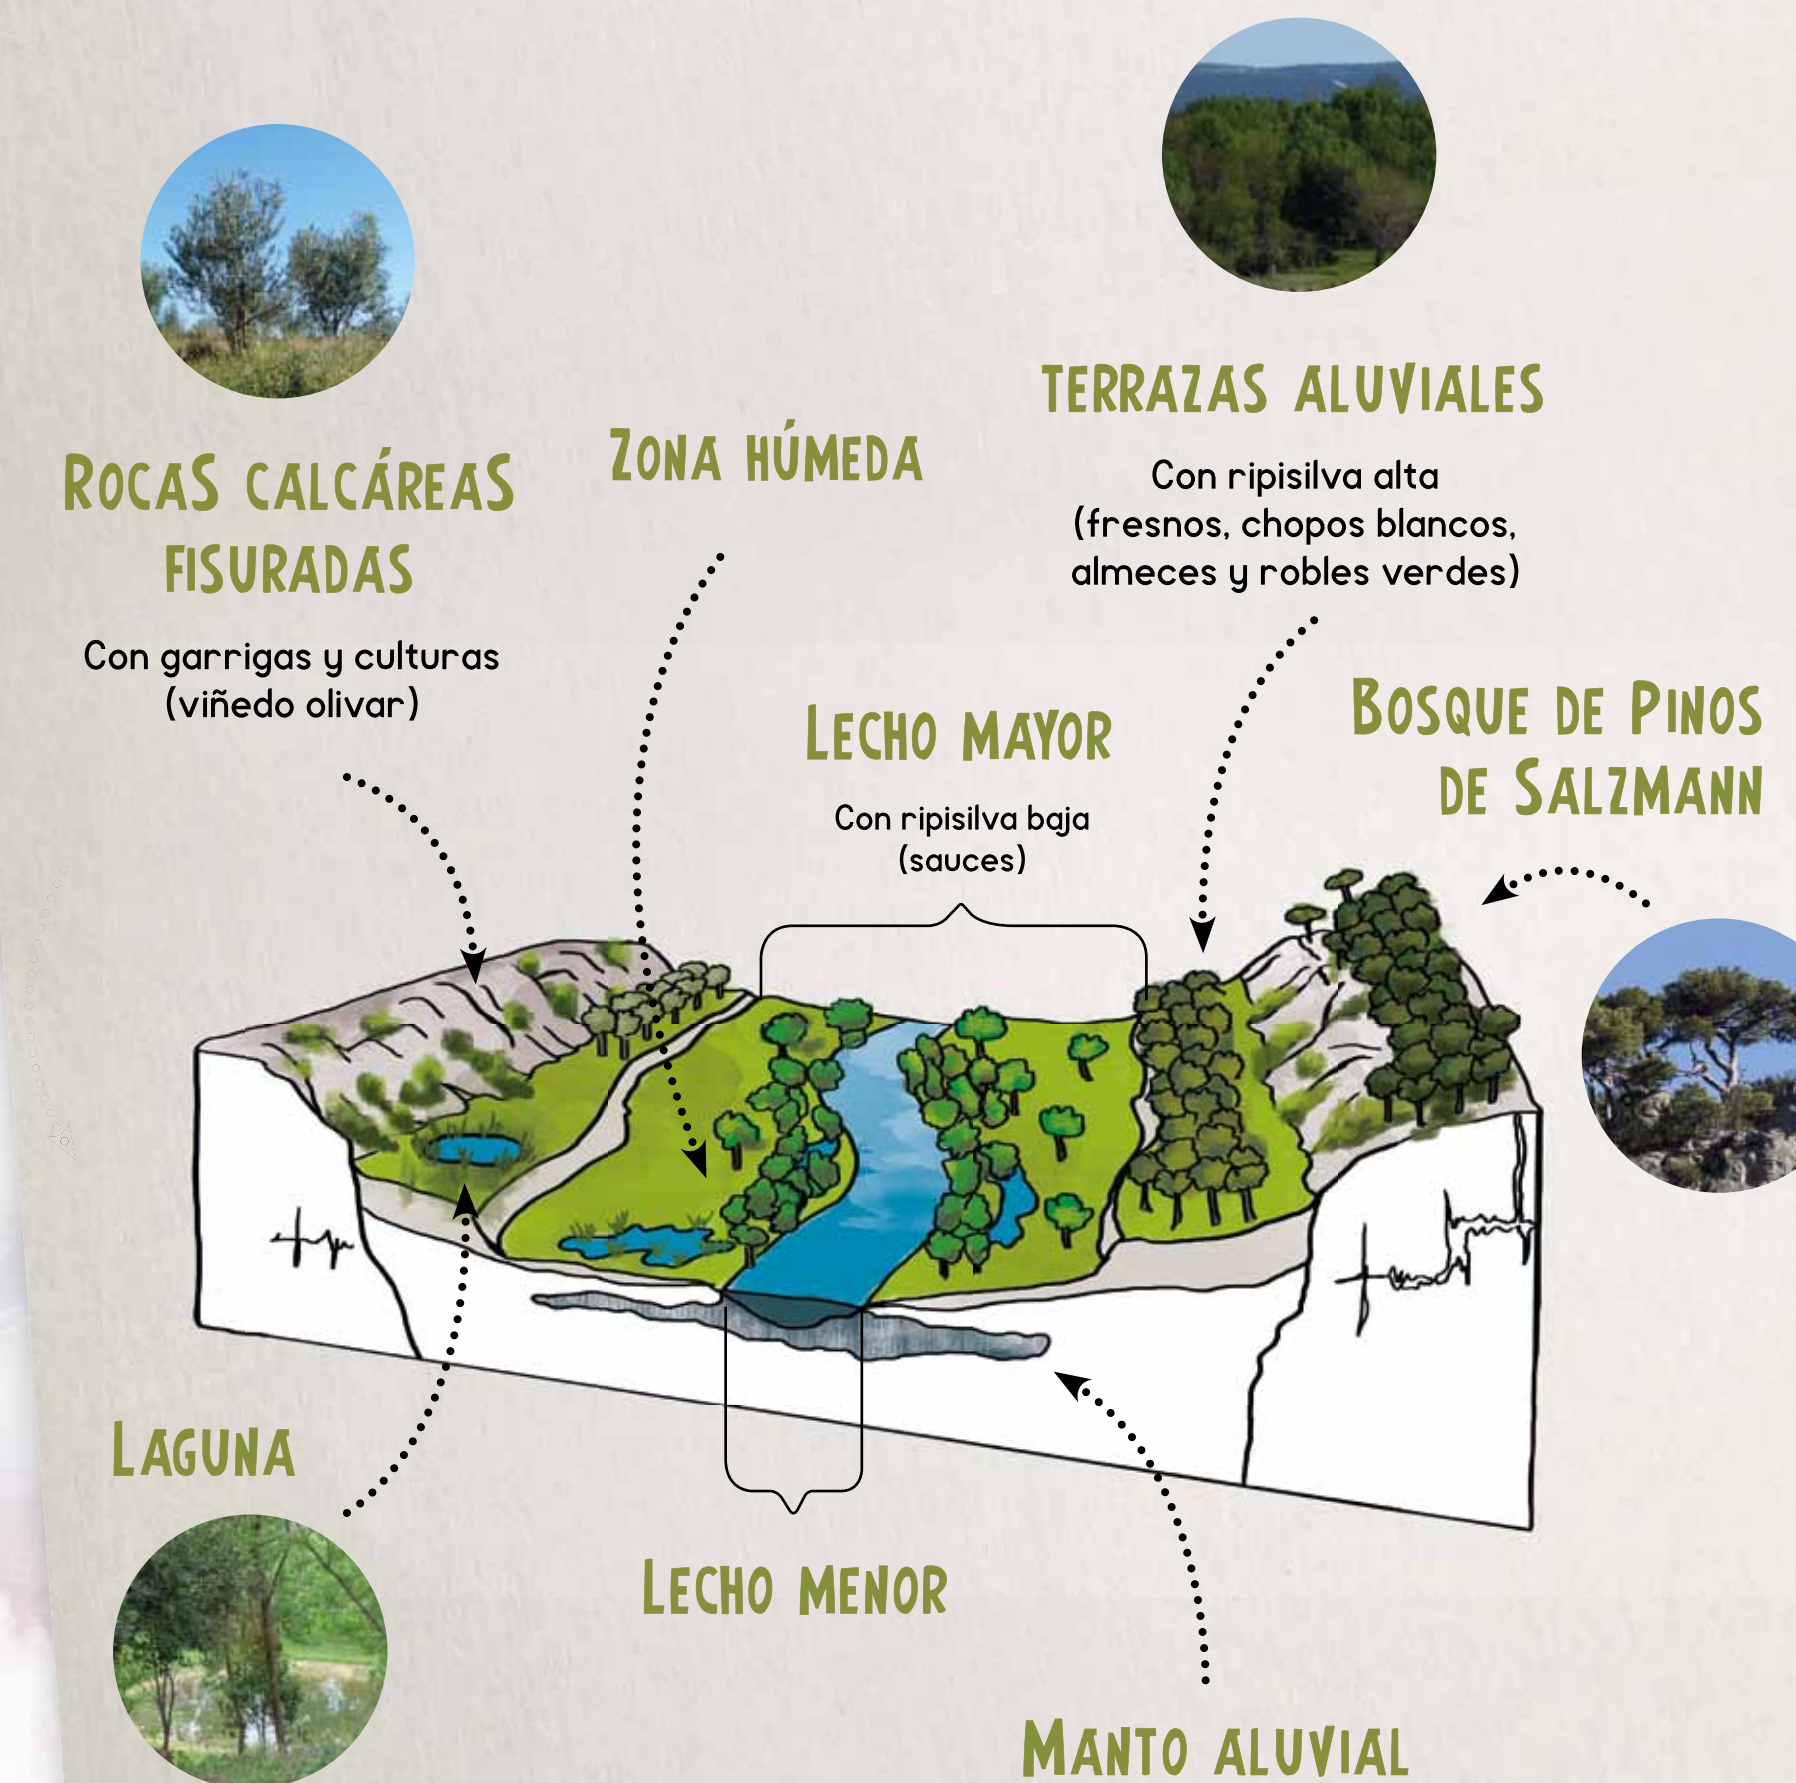 TERRAZAS ALUVIALES
Con ripisilva alta
(fresnos, chopos blancos,
almeces y robles verdes)
ROCAS CALCÁREAS
FISURADAS
Con garrigas y culturas
(viñedo olivar)
ZONA HÚMEDA
LECHO MAYOR
Con ripisilva baja
(sauces)
BOSQUE DE PINOS
DE SALZMANN
LAGUNA
LECHO MENOR
MANTO ALUVIAL